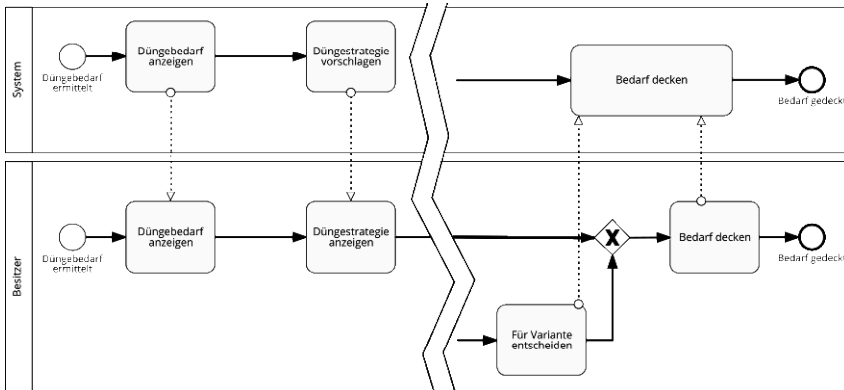 System
Düngebedarf
ermittelt
Düngebedarf
anzeigen
Düngestrategie
vorschlagen
Bedarf decken
Bedarf gedeckt
Besitzer
Düngebedarf
ermittelt
Düngebedarf
anzeigen
Düngestrategie
anzeigen
X
Bedarf decken
Bedarf gedeckt
Für Variante
entscheiden